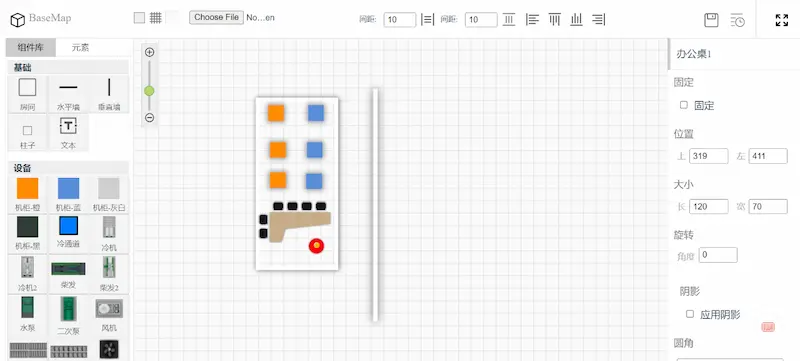 BaseMap
Choose File No...en
间距: 10
间距: 10
组件库 元素
基础
房间 水平墙 垂直墙
柱子 文本
设备
机柜-橙 机柜-蓝 机柜-灰白
机柜-黑 冷通道 冷机
冷机2 柴发 柴发2
水泵 二次泵 风机
办公桌1
固定
固定
位置
上 319 左 411
大小
长 120 宽 70
旋转
角度 0
阴影
应用阴影
圆角